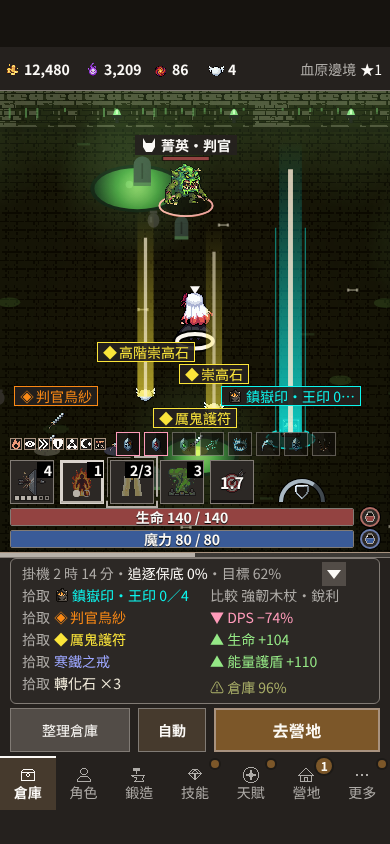 12,480 3,209 86 4 血原邊境 ★1
菁英・判官
◆高階崇高石
◆崇高石
◈判官烏紗
鎮嶽印・王印 0…
◆厲鬼護符
4 1 2/3 3 1.7
生命 140 / 140
魔力 80 / 80
掛機 2 時 14 分・追逐保底 0%・目標 62% ▼
拾取 鎮嶽印・王印 0／4
拾取 ◈判官烏紗
拾取 ◆厲鬼護符
拾取 寒鐵之戒
拾取 轉化石 ×3
比較 強韌木杖・銳利
▼ DPS −74%
▲ 生命 +104
▲ 能量護盾 +110
⚠ 倉庫 96%
整理倉庫 自動 去營地
1
倉庫 角色 鍛造 技能 天賦 營地 更多